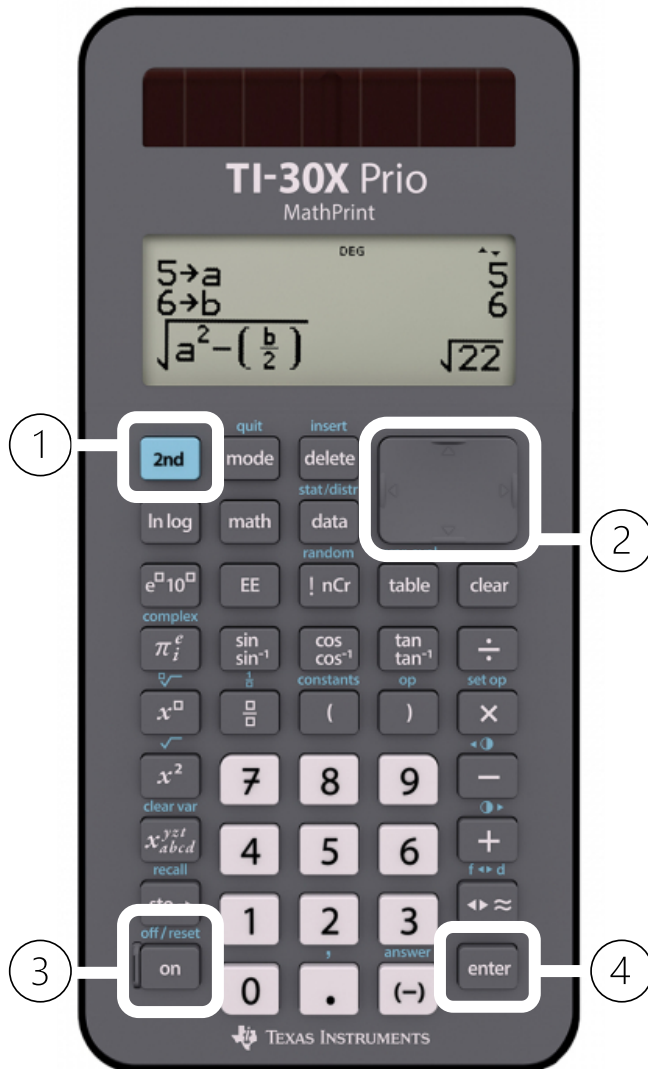 TI-30X Prio
MathPrint
DEG
5→a 5
6→b 6
√a²−(b/2) √22
quit insert
1 2nd mode delete
stat/distr
ln log math data 2
random
e□10□ EE ! nCr table clear
complex
π e i sin sin⁻¹ cos cos⁻¹ tan tan⁻¹ ÷
□√ 1/□ constants op set op
x□ □/□ ( ) ×
√
x² 7 8 9 −
clear var
x yzt abcd 4 5 6 +
recall f◂▸d
1 2 3 ◂▸≈
off/reset , answer
3 on 0 . (−) enter 4
TEXAS INSTRUMENTS